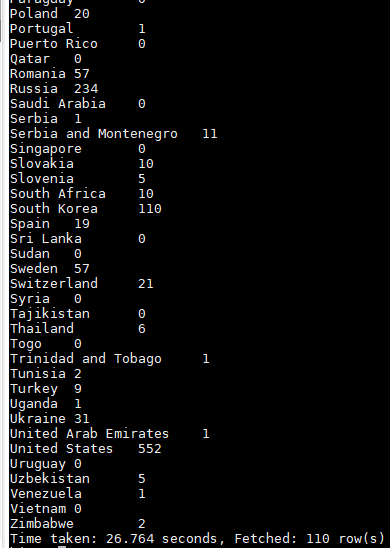 Paraguay 0
Poland 20
Portugal 1
Puerto Rico 0
Qatar 0
Romania 57
Russia 234
Saudi Arabia 0
Serbia 1
Serbia and Montenegro 11
Singapore 0
Slovakia 10
Slovenia 5
South Africa 10
South Korea 110
Spain 19
Sri Lanka 0
Sudan 0
Sweden 57
Switzerland 21
Syria 0
Tajikistan 0
Thailand 6
Togo 0
Trinidad and Tobago 1
Tunisia 2
Turkey 9
Uganda 1
Ukraine 31
United Arab Emirates 1
United States 552
Uruguay 0
Uzbekistan 5
Venezuela 1
Vietnam 0
Zimbabwe 2
Time taken: 26.764 seconds, Fetched: 110 row(s)